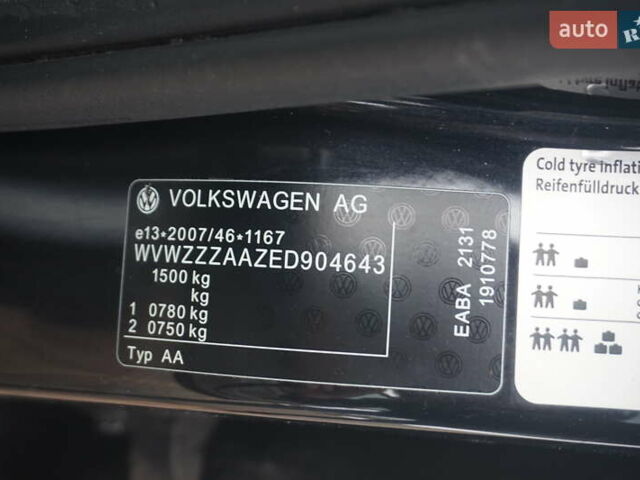 auto
VOLKSWAGEN AG
e13*2007/46*1167
WVWZZZAAZED904643
1500 kg
kg
1 0780 kg
2 0750 kg
Typ AA
EABA 2131
1910778
Cold tyre inflati
Reifenfülldruck